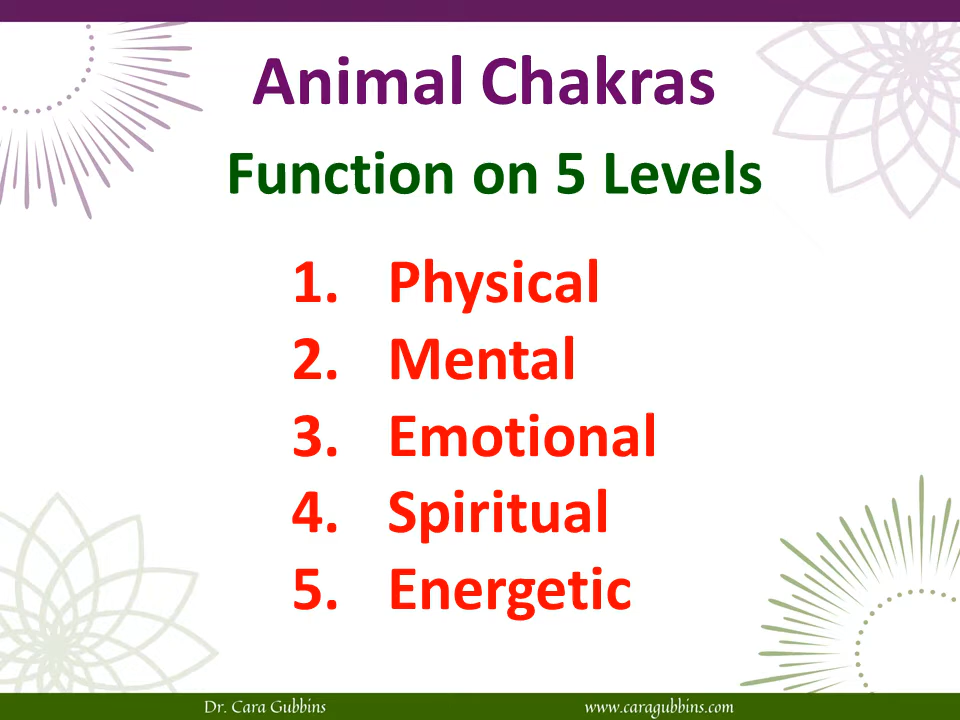 Animal Chakras
Function on 5 Levels
1. Physical
2. Mental
3. Emotional
4. Spiritual
5. Energetic
Dr. Cara Gubbins www.caragubbins.com